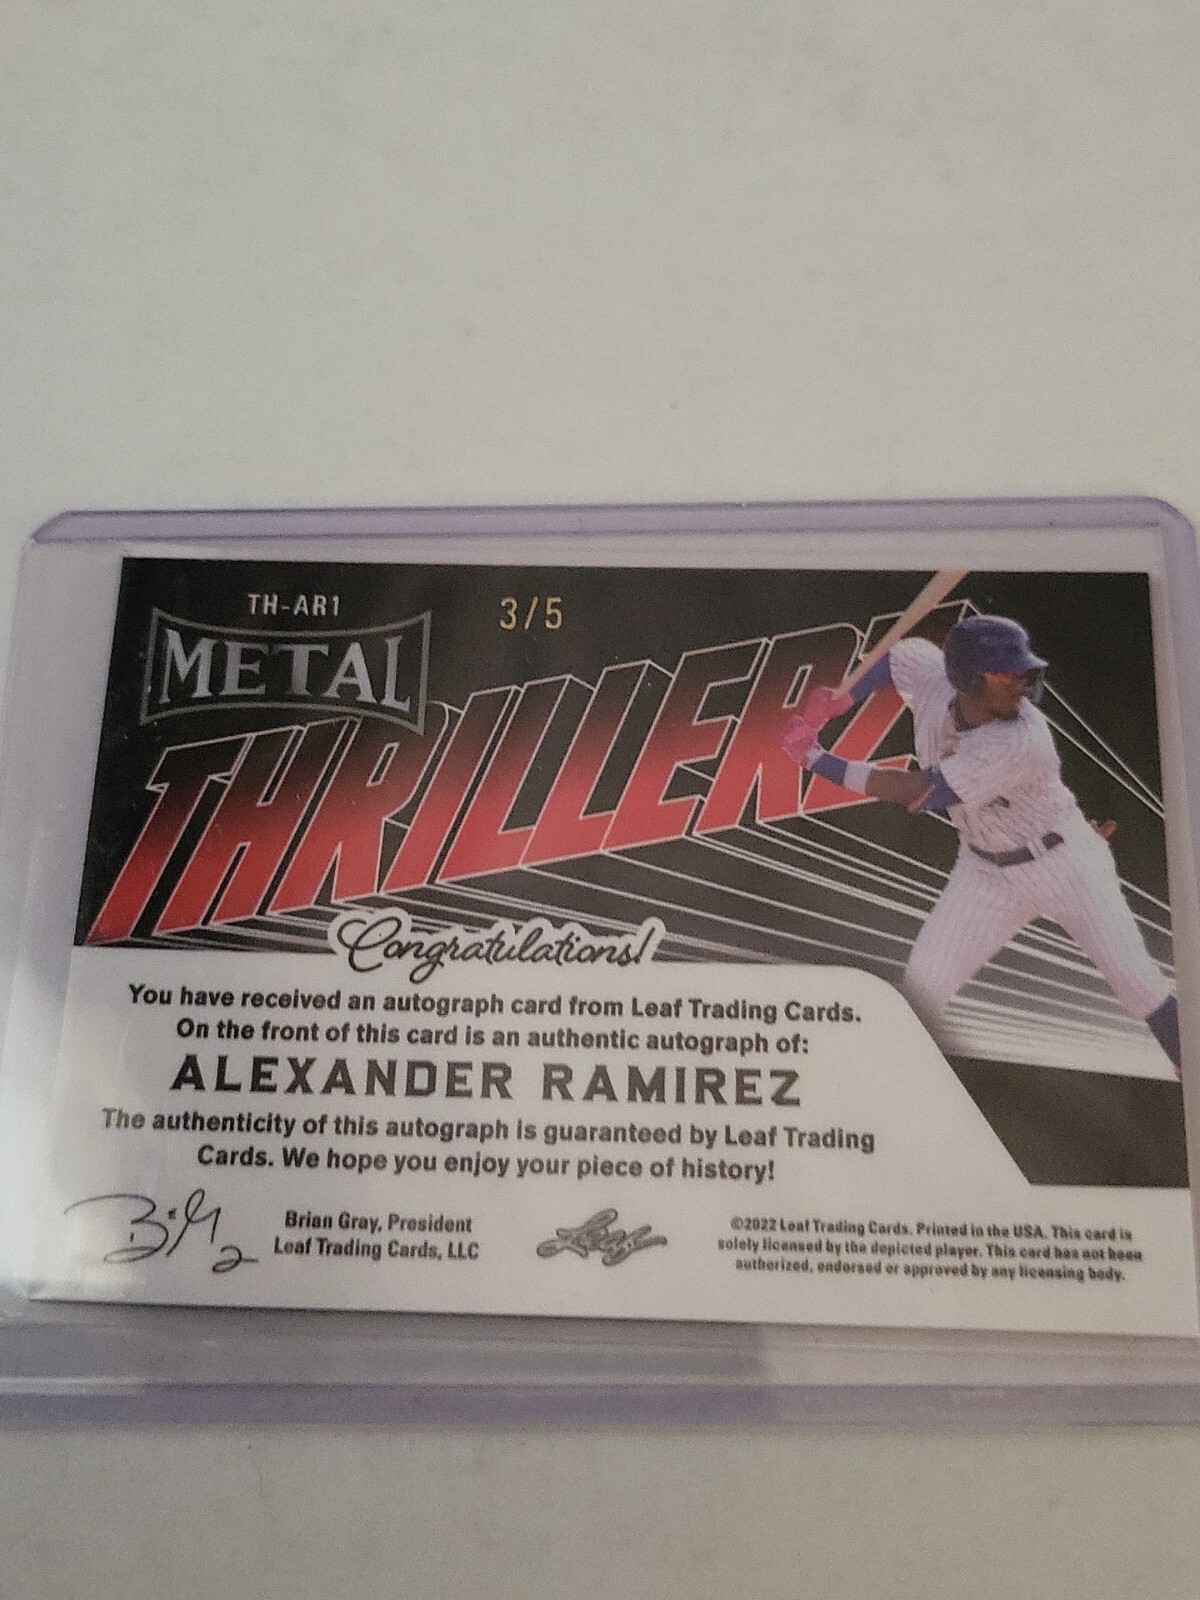 TH-AR1
3/5
METAL
THRILLERZ
Congratulations!
You have received an autograph card from Leaf Trading Cards.
On the front of this card is an authentic autograph of:
ALEXANDER RAMIREZ
The authenticity of this autograph is guaranteed by Leaf Trading
Cards. We hope you enjoy your piece of history!
Brian Gray, President
Leaf Trading Cards, LLC
Leaf
©2022 Leaf Trading Cards. Printed in the USA. This card is
solely licensed by the depicted player. This card has not been
authorized, endorsed or approved by any licensing body.